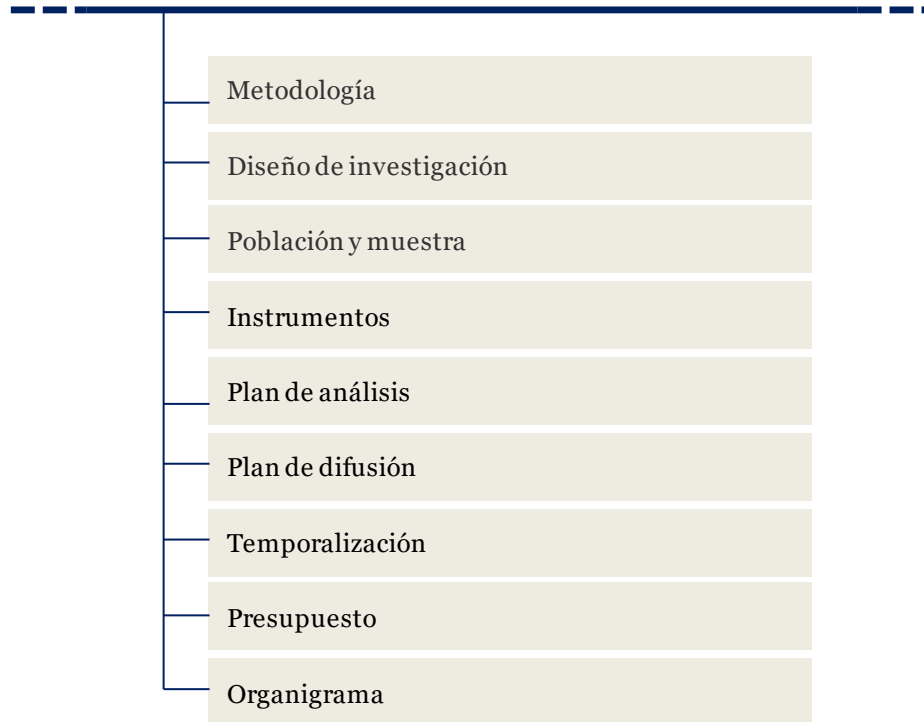 Metodología
Diseño de investigación
Población y muestra
Instrumentos
Plan de análisis
Plan de difusión
Temporalización
Presupuesto
Organigrama